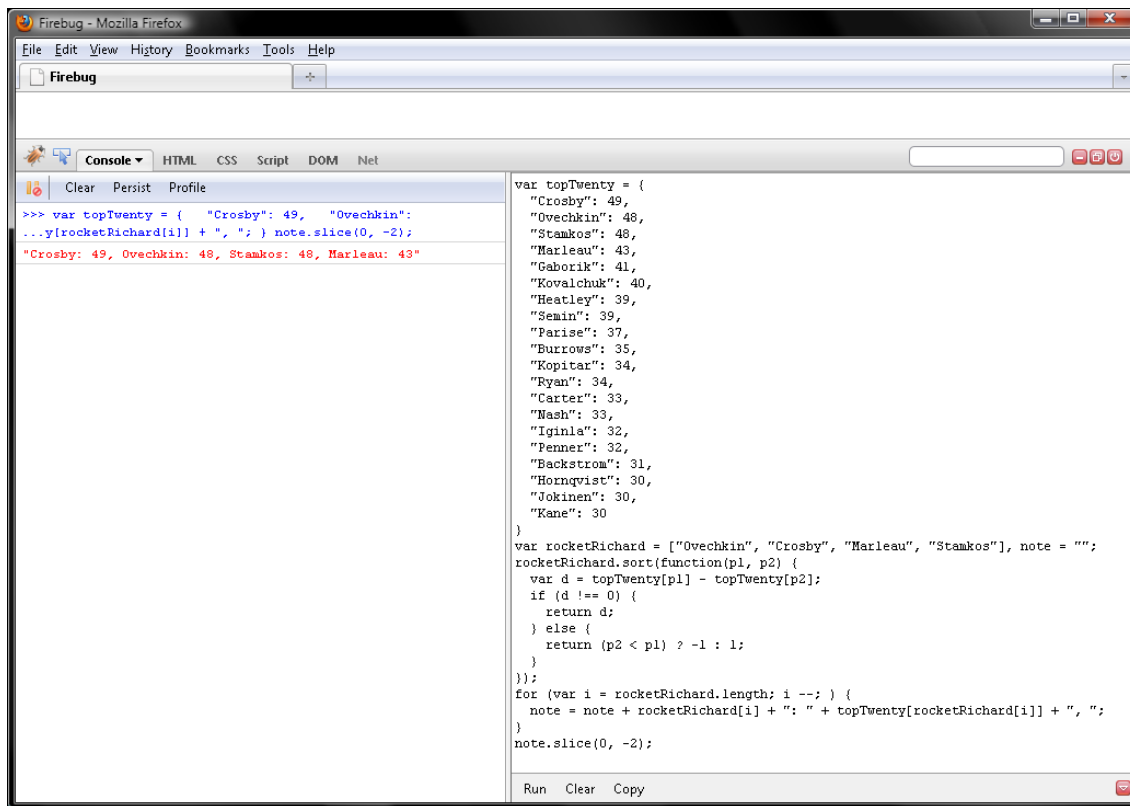 Firebug - Mozilla Firefox
File Edit View History Bookmarks Tools Help
Firebug
Console HTML CSS Script DOM Net
Clear Persist Profile
>>> var topTwenty = {   "Crosby": 49,   "Ovechkin":
...y[rocketRichard[i]] + ", "; } note.slice(0, -2);
"Crosby: 49, Ovechkin: 48, Stamkos: 48, Marleau: 43"
var topTwenty = {
  "Crosby": 49,
  "Ovechkin": 48,
  "Stamkos": 48,
  "Marleau": 43,
  "Gaborik": 41,
  "Kovalchuk": 40,
  "Heatley": 39,
  "Semin": 39,
  "Parise": 37,
  "Burrows": 35,
  "Kopitar": 34,
  "Ryan": 34,
  "Carter": 33,
  "Nash": 33,
  "Iginla": 32,
  "Penner": 32,
  "Backstrom": 31,
  "Hornqvist": 30,
  "Jokinen": 30,
  "Kane": 30
}
var rocketRichard = ["Ovechkin", "Crosby", "Marleau", "Stamkos"], note = "";
rocketRichard.sort(function(p1, p2) {
  var d = topTwenty[p1] - topTwenty[p2];
  if (d !== 0) {
    return d;
  } else {
    return (p2 < p1) ? -1 : 1;
  }
});
for (var i = rocketRichard.length; i --; ) {
  note = note + rocketRichard[i] + ": " + topTwenty[rocketRichard[i]] + ", ";
}
note.slice(0, -2);
Run Clear Copy